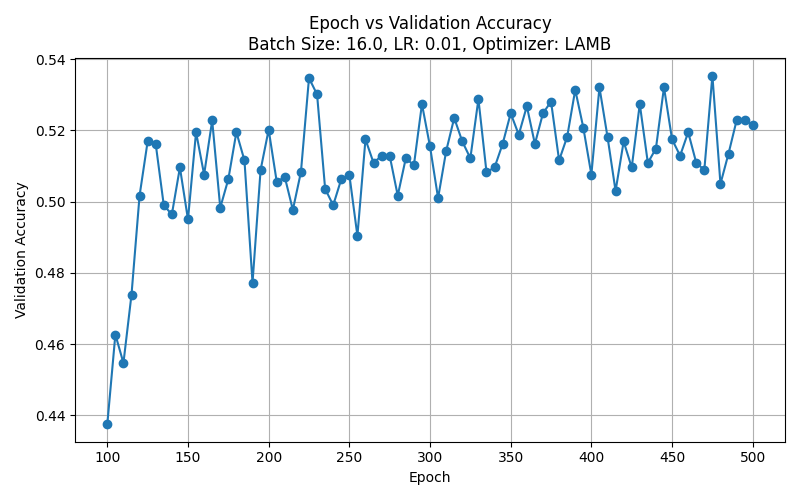 Epoch vs Validation Accuracy
Batch Size: 16.0, LR: 0.01, Optimizer: LAMB
0.54
0.52
0.50
0.48
0.46
0.44
Validation Accuracy
100 150 200 250 300 350 400 450 500
Epoch